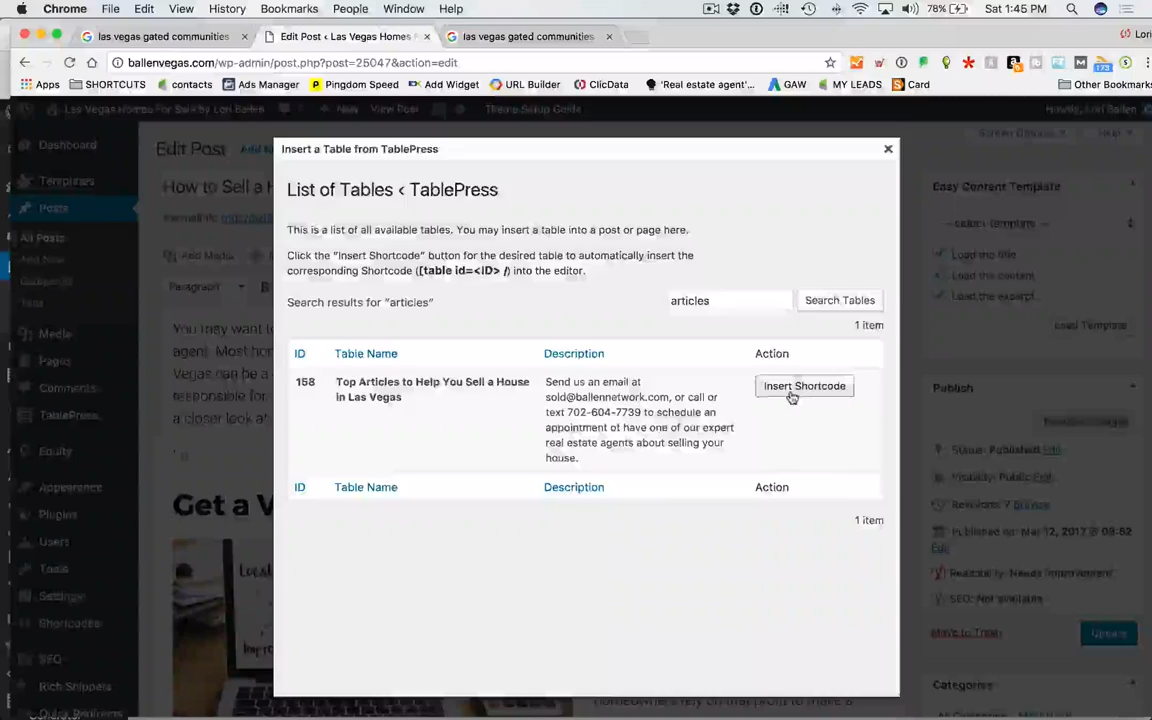 Chrome File Edit View History Bookmarks People Window Help 78% Sat 1:45 PM
las vegas gated communities × Edit Post ‹ Las Vegas Homes F × las vegas gated communities × Lori
ballenvegas.com/wp-admin/post.php?post=25047&action=edit
Apps SHORTCUTS contacts Ads Manager Pingdom Speed Add Widget URL Builder ClicData 'Real estate agent'... GAW MY LEADS Card Other Bookmarks
173
Las Vegas Homes For Sale by Lori Ballen New View Post Theme Setup Guide Howdy, Lori Ballen
Screen Options Help
Insert a Table from TablePress
Dashboard
Templates
Posts
All Posts
Add New
Tags
Media
Pages
Comments
TablePress
Equity
Appearance
Plugins
Users
Tools
Settings
Shortcodes
SEO
Rich Snippets
Edit Post
How to Sell a H
Add Media
Paragraph
You may want to
agent. Most hom
Vegas can be a
responsible for
a closer look at
Get a V
List of Tables ‹ TablePress
This is a list of all available tables. You may insert a table into a post or page here.
Click the "Insert Shortcode" button for the desired table to automatically insert the
corresponding Shortcode ([table id=<ID> /) into the editor.
Search results for "articles"
articles
Search Tables
1 item
ID Table Name Description Action
158 Top Articles to Help You Sell a House
in Las Vegas
Send us an email at
sold@ballennetwork.com, or call or
text 702-604-7739 to schedule an
appointment ot have one of our expert
real estate agents about selling your
house.
Insert Shortcode
ID Table Name Description Action
1 item
Easy Content Template
Load the title
Load the content
Load the excerpt
Load Template
Publish
Status: Published Edit
Visibility: Public Edit
Revisions: 7 Browse
Published on: Mar 12, 2017 @ 09:52
Edit
Readability: Needs improvement
SEO: Not available
Move to Trash
Update
Categories